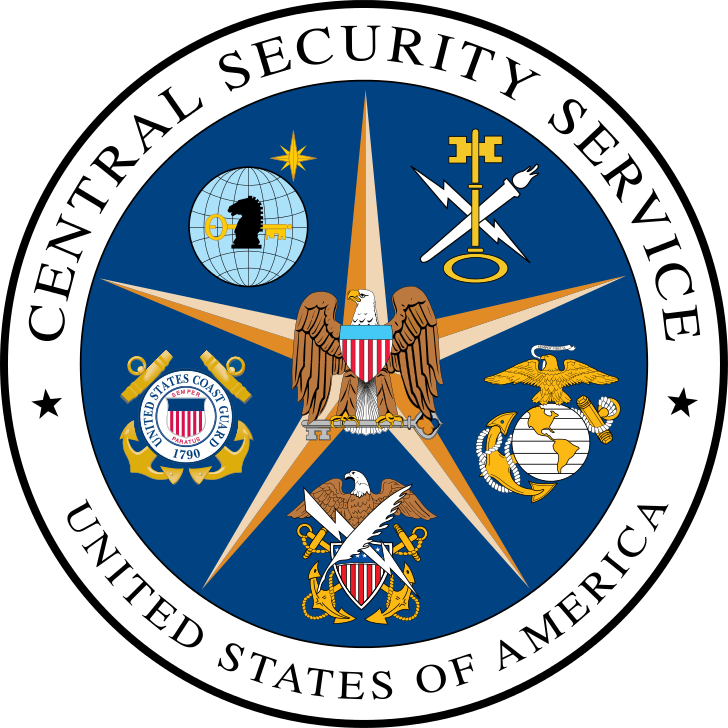 CENTRAL SECURITY SERVICE
UNITED STATES COAST GUARD
SEMPER
PARATUS
1790
UNITED STATES OF AMERICA